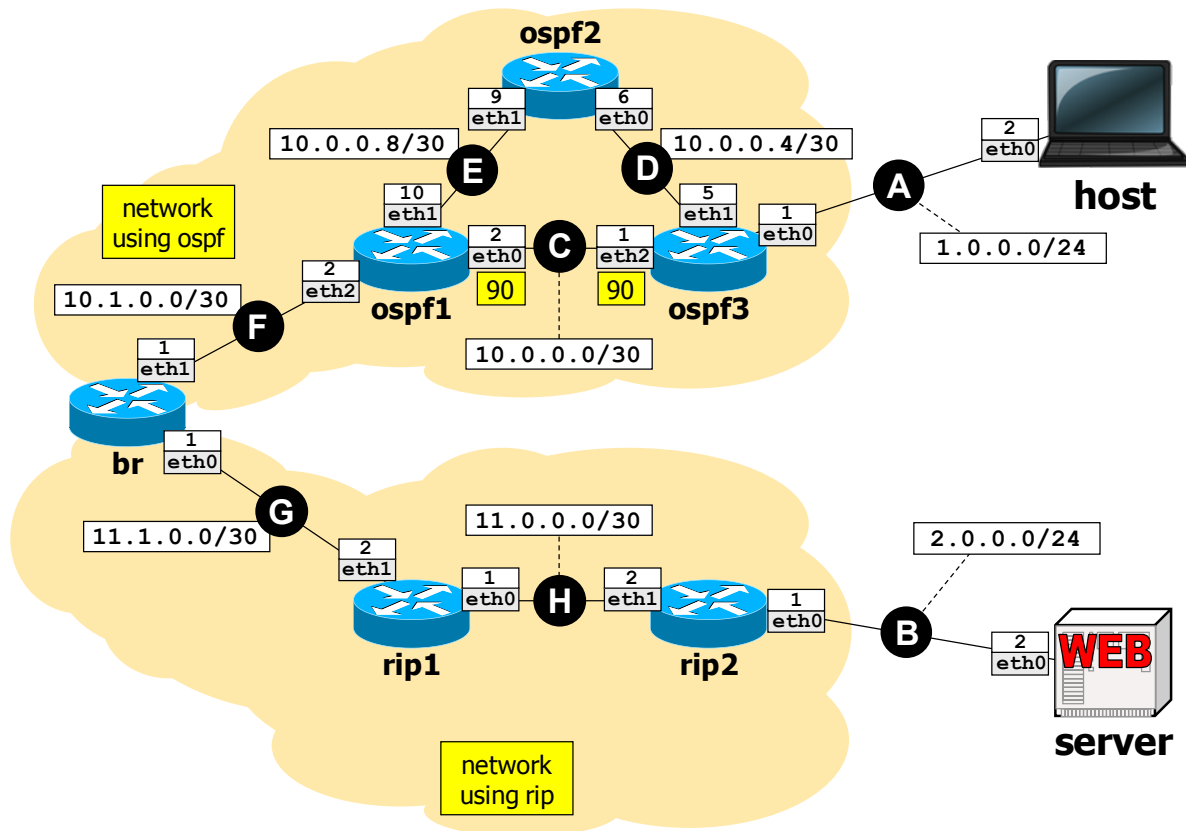 ospf2
9
eth1
6
eth0
10.0.0.8/30
E
D
10.0.0.4/30
2
eth0
host
A
1.0.0.0/24
network
using ospf
10
eth1
5
eth1
1
eth0
2
eth0
C
1
eth2
90
90
ospf1
ospf3
10.0.0.0/30
10.1.0.0/30
2
eth2
F
1
eth1
br
1
eth0
G
11.1.0.0/30
11.0.0.0/30
2
eth1
1
eth0
H
2
eth1
1
eth0
rip1
rip2
2.0.0.0/24
B
2
eth0
WEB
server
network
using rip